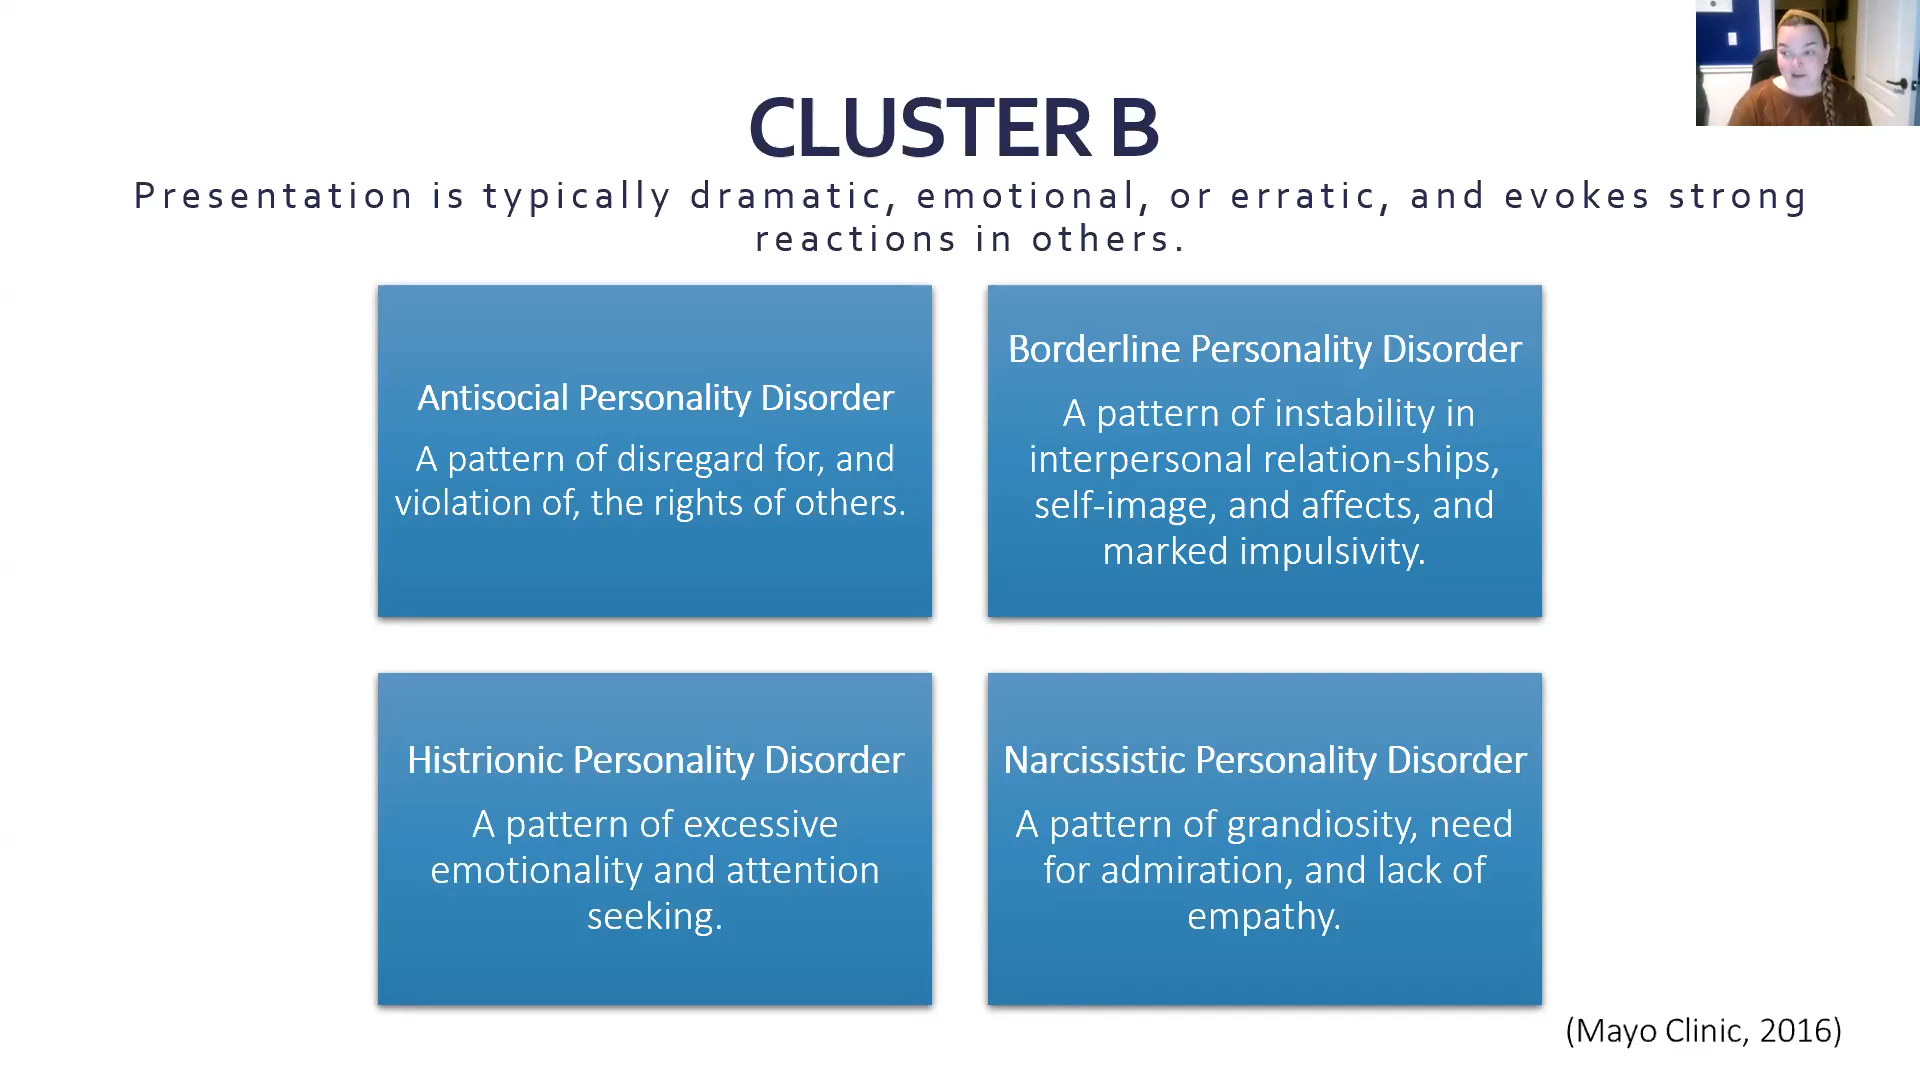 CLUSTER B
Presentation is typically dramatic, emotional, or erratic, and evokes strong
reactions in others.
Antisocial Personality Disorder
A pattern of disregard for, and
violation of, the rights of others.
Borderline Personality Disorder
A pattern of instability in
interpersonal relation-ships,
self-image, and affects, and
marked impulsivity.
Histrionic Personality Disorder
A pattern of excessive
emotionality and attention
seeking.
Narcissistic Personality Disorder
A pattern of grandiosity, need
for admiration, and lack of
empathy.
(Mayo Clinic, 2016)